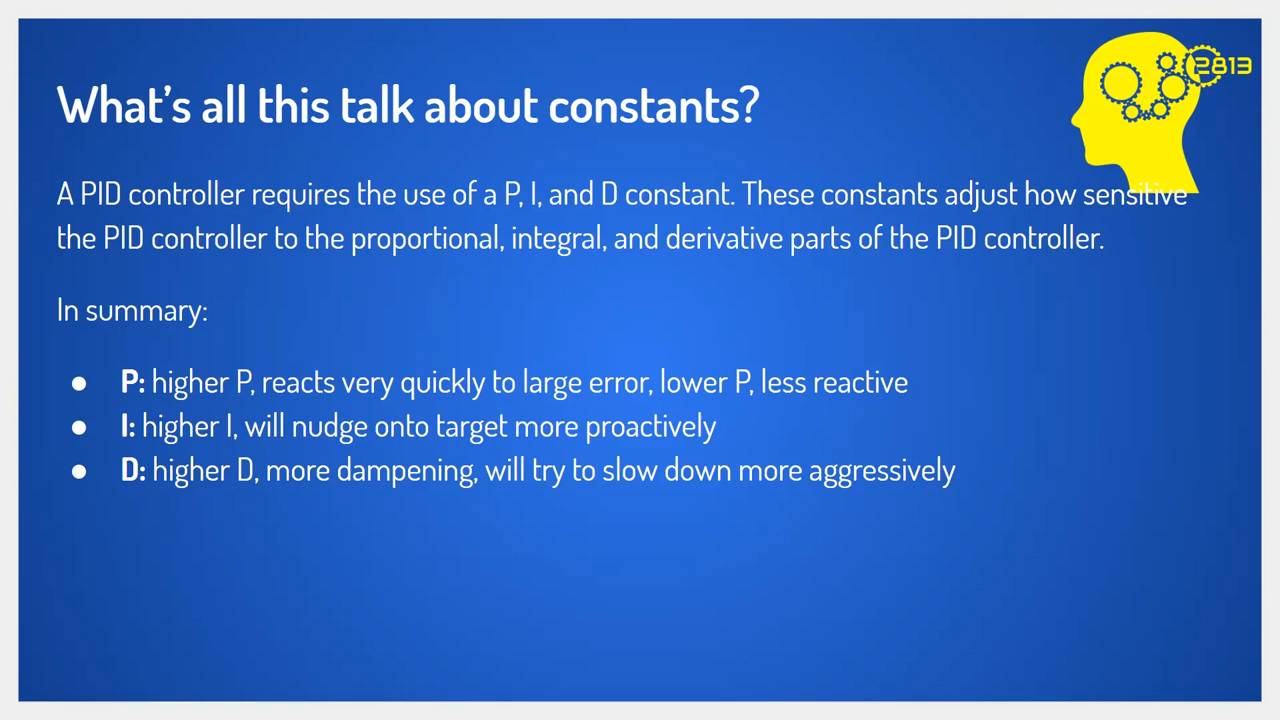 2813
What's all this talk about constants?
A PID controller requires the use of a P, I, and D constant. These constants adjust how sensitive
the PID controller to the proportional, integral, and derivative parts of the PID controller.
In summary:
● P: higher P, reacts very quickly to large error, lower P, less reactive
● I: higher I, will nudge onto target more proactively
● D: higher D, more dampening, will try to slow down more aggressively